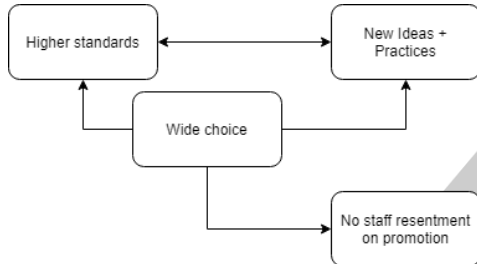 Higher standards
New Ideas +
Practices
Wide choice
No staff resentment
on promotion